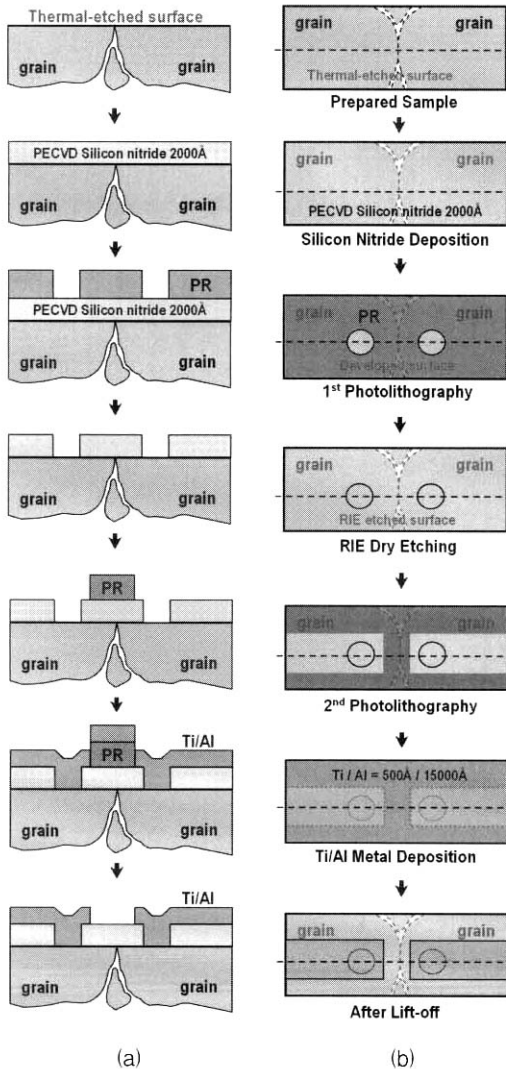 Thermal-etched surface
grain grain
PECVD Silicon nitride 2000Å
grain grain
PR
PECVD Silicon nitride 2000Å
grain grain
grain grain
PR
grain grain
Ti/Al
PR
grain grain
Ti/Al
grain grain
(a)
grain grain
Thermal-etched surface
Prepared Sample
grain grain
PECVD Silicon nitride 2000Å
Silicon Nitride Deposition
grain PR grain
Developed surface
1st Photolithography
grain grain
RIE etched surface
RIE Dry Etching
grain grain
2nd Photolithography
Ti / Al = 500Å / 15000Å
Ti/Al Metal Deposition
grain grain
After Lift-off
(b)